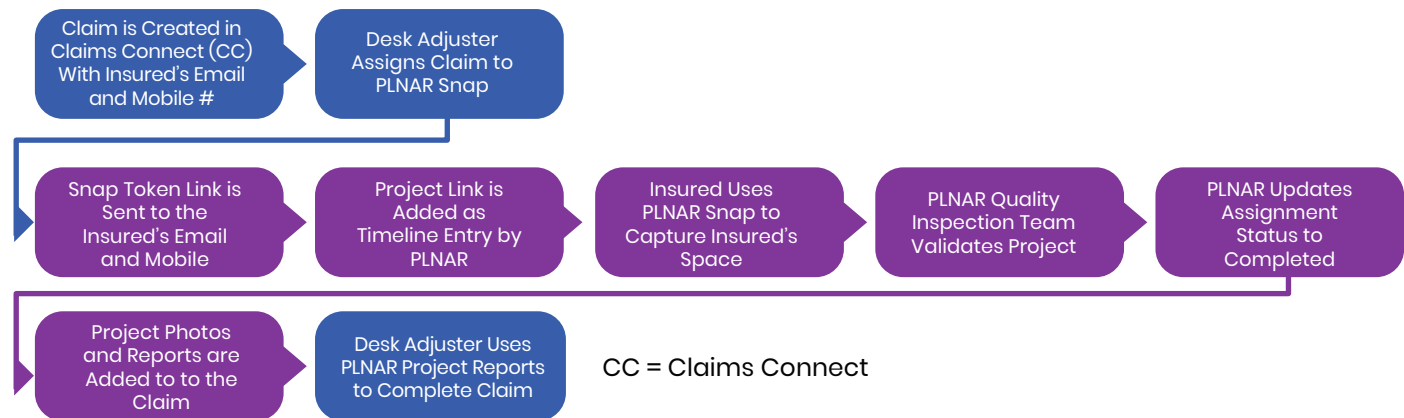 Claim is Created in
Claims Connect (CC)
With Insured's Email
and Mobile #
Desk Adjuster
Assigns Claim to
PLNAR Snap
Snap Token Link is
Sent to the
Insured's Email
and Mobile
Project Link is
Added as
Timeline Entry by
PLNAR
Insured Uses
PLNAR Snap to
Capture Insured's
Space
PLNAR Quality
Inspection Team
Validates Project
PLNAR Updates
Assignment
Status to
Completed
Project Photos
and Reports are
Added to to the
Claim
Desk Adjuster Uses
PLNAR Project Reports
to Complete Claim
CC = Claims Connect